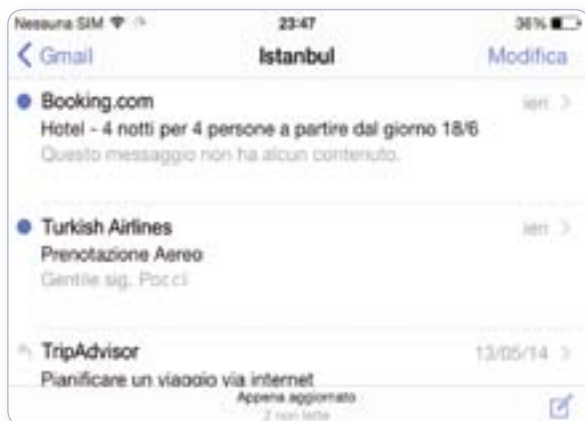 Nessuna SIM 23:47 36%
Gmail Istanbul Modifica
Booking.com ieri
Hotel - 4 notti per 4 persone a partire dal giorno 18/6
Questo messaggio non ha alcun contenuto.
Turkish Airlines ieri
Prenotazione Aereo
Gentile sig. Pocci
TripAdvisor 13/05/14
Pianificare un viaggio via internet
Appena aggiornato
2 non lette